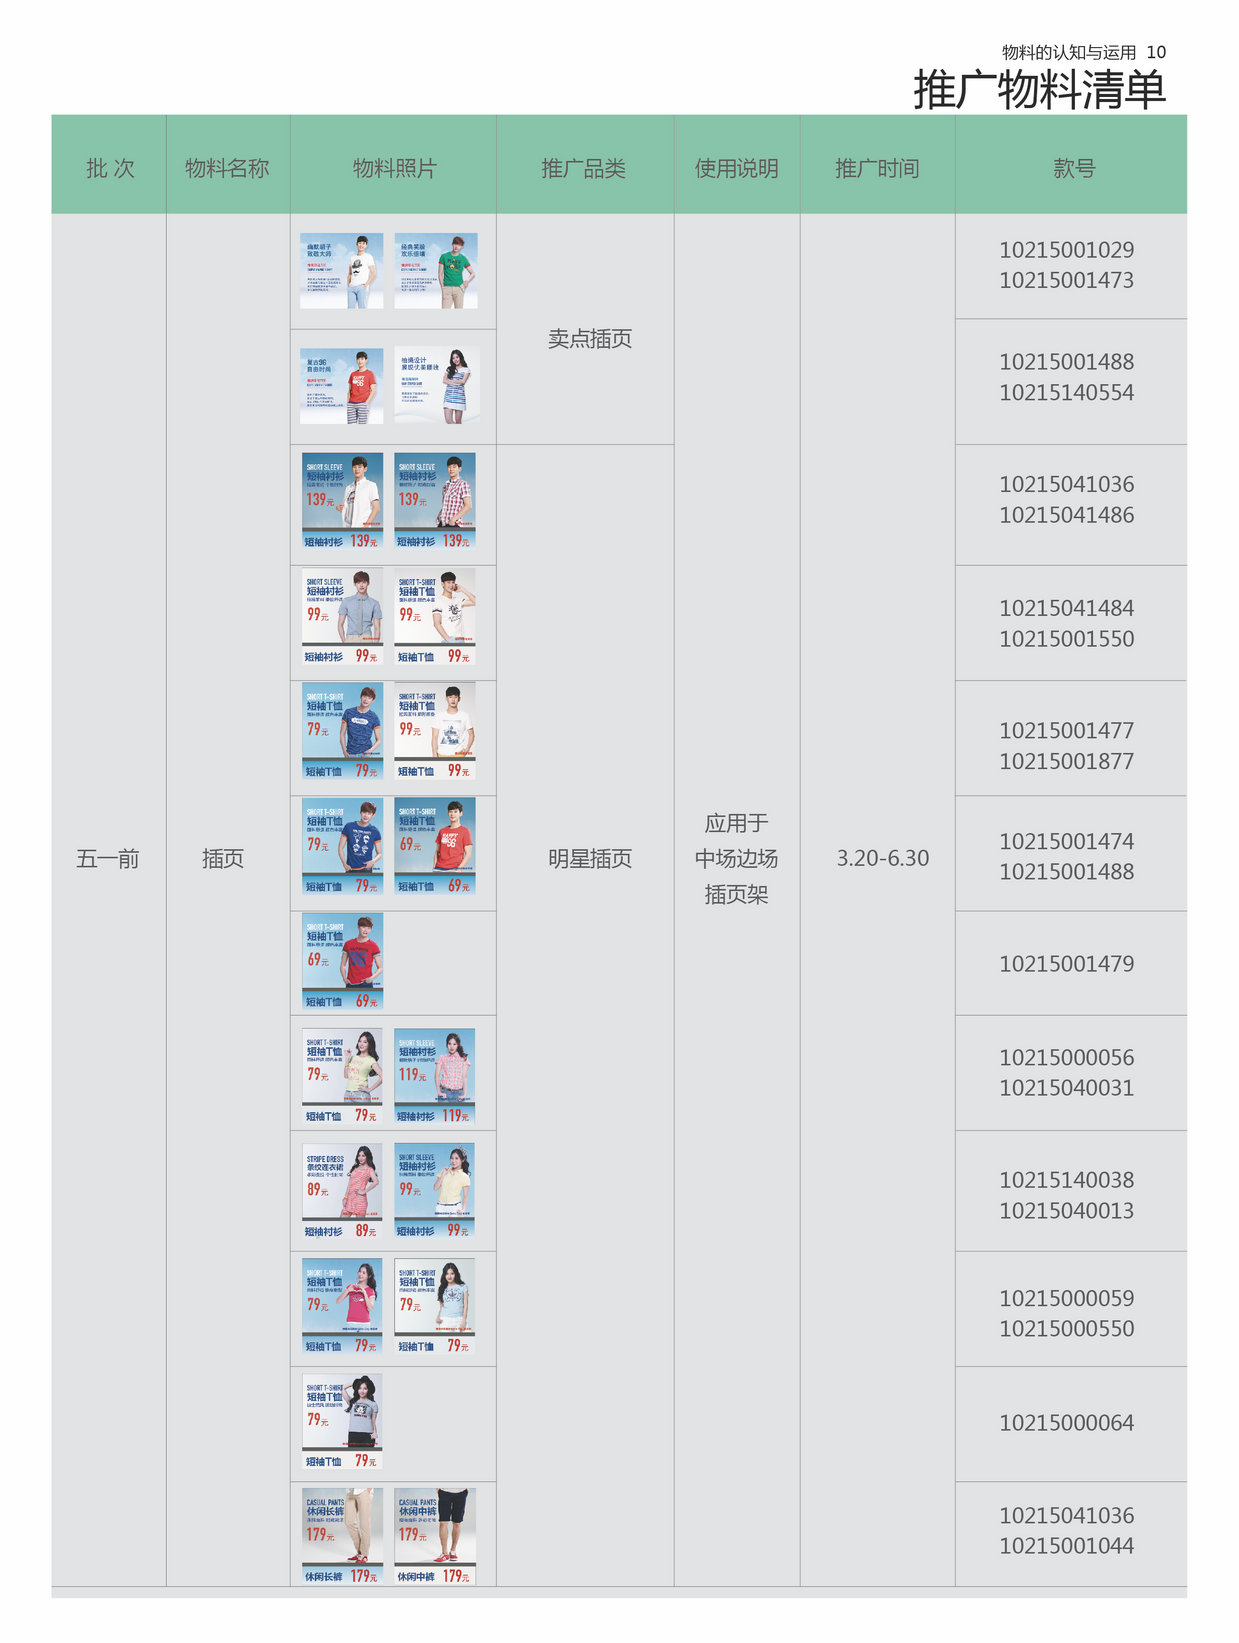 物料的认知与运用 10
推广物料清单
批 次 物料名称 物料照片 推广品类 使用说明 推广时间 款号
五一前
插页
幽默胡子
致敬大师
经典笑脸
欢乐倍增
复古96
自由时尚
SHORT SLEEVE
短袖衬衫
139元
短袖衬衫 139元
SHORT SLEEVE
短袖衬衫
139元
短袖衬衫 139元
SHORT SLEEVE
短袖衬衫
99元
短袖衬衫 99元
SHORT T-SHIRT
短袖T恤
99元
短袖T恤 99元
SHORT T-SHIRT
短袖T恤
79元
短袖T恤 79元
SHORT T-SHIRT
短袖T恤
99元
短袖T恤 99元
SHORT T-SHIRT
短袖T恤
79元
短袖T恤 79元
SHORT T-SHIRT
短袖T恤
69元
短袖T恤 69元
SHORT T-SHIRT
短袖T恤
69元
短袖T恤 69元
SHORT T-SHIRT
短袖T恤
79元
短袖T恤 79元
SHORT SLEEVE
短袖衬衫
119元
短袖衬衫 119元
STRIPE DRESS
条纹连衣裙
89元
短袖衬衫 89元
SHORT SLEEVE
短袖衬衫
99元
短袖衬衫 99元
SHORT T-SHIRT
短袖T恤
79元
短袖T恤 79元
SHORT T-SHIRT
短袖T恤
79元
短袖T恤 79元
SHORT T-SHIRT
短袖T恤
79元
短袖T恤 79元
CASUAL PANTS
休闲长裤
179元
休闲长裤 179元
CASUAL PANTS
休闲中裤
179元
休闲中裤 179元
卖点插页
明星插页
应用于
中场边场
插页架
3.20-6.30
10215001029
10215001473
10215001488
10215140554
10215041036
10215041486
10215041484
10215001550
10215001477
10215001877
10215001474
10215001488
10215001479
10215000056
10215040031
10215140038
10215040013
10215000059
10215000550
10215000064
10215041036
10215001044